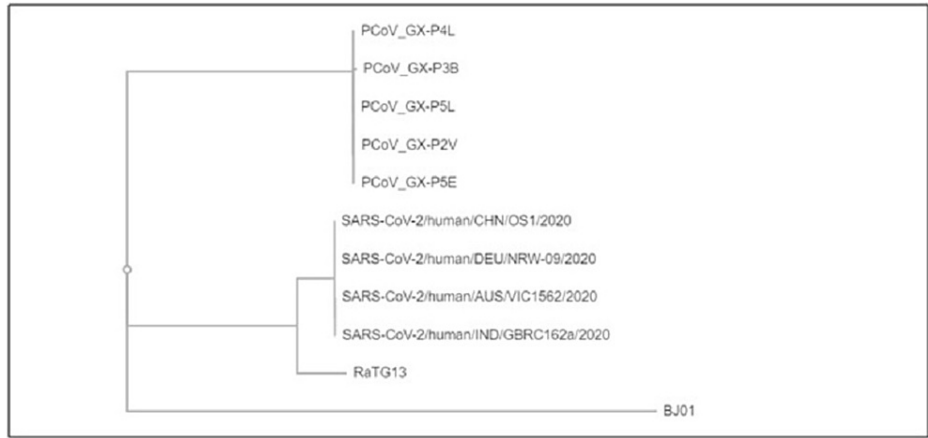 PCoV_GX-P4L
PCoV_GX-P3B
PCoV_GX-P5L
PCoV_GX-P2V
PCoV_GX-P5E
SARS-CoV-2/human/CHN/OS1/2020
SARS-CoV-2/human/DEU/NRW-09/2020
SARS-CoV-2/human/AUS/VIC1562/2020
SARS-CoV-2/human/IND/GBRC162a/2020
RaTG13
BJ01